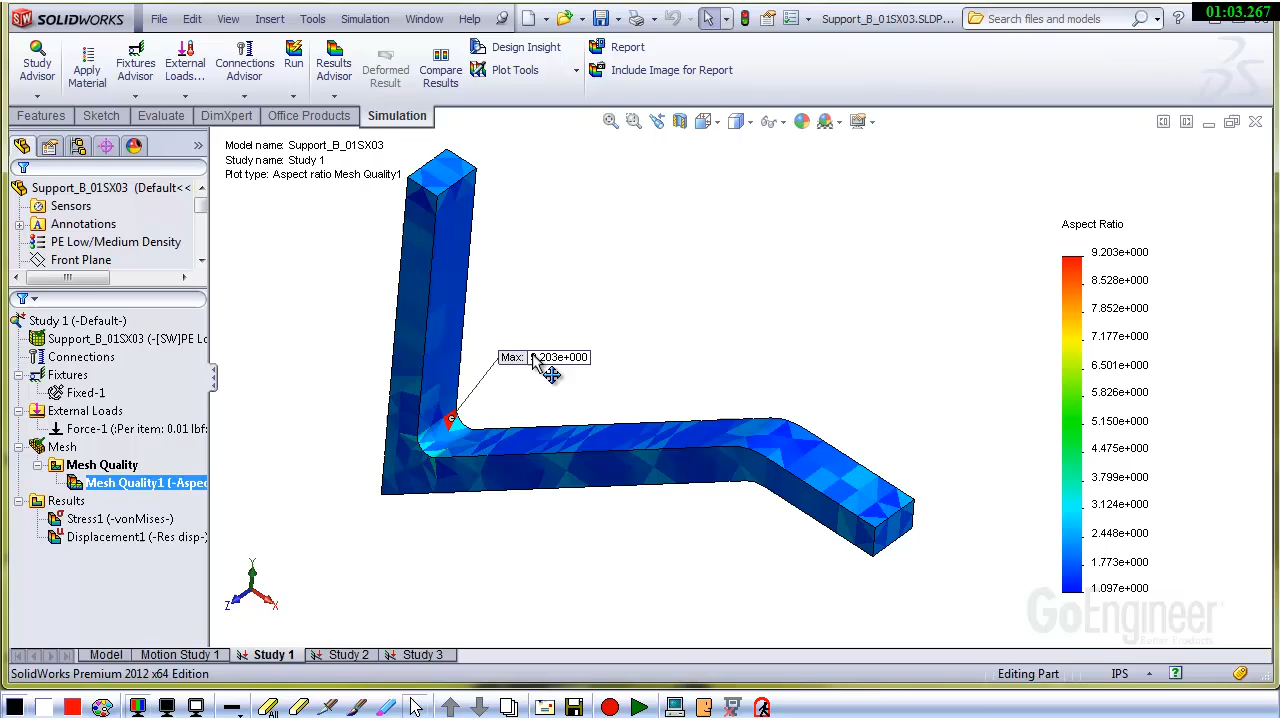 SOLIDWORKS File Edit View Insert Tools Simulation Window Help Support_B_01SX03.SLDP... Search files and models 01:03.267
Study Advisor
Apply Material
Fixtures Advisor
External Loads...
Connections Advisor
Run
Results Advisor
Deformed Result
Compare Results
Design Insight
Plot Tools
Report
Include Image for Report
Features Sketch Evaluate DimXpert Office Products Simulation
Support_B_01SX03 (Default<<
Sensors
Annotations
PE Low/Medium Density
Front Plane
Study 1 (-Default-)
Support_B_01SX03 (-[SW]PE Lo
Connections
Fixtures
Fixed-1
External Loads
Force-1 (:Per item: 0.01 lbf:
Mesh
Mesh Quality
Mesh Quality1 (-Aspec
Results
Stress1 (-vonMises-)
Displacement1 (-Res disp-)
Model name: Support_B_01SX03
Study name: Study 1
Plot type: Aspect ratio Mesh Quality1
Max: 9.203e+000
Aspect Ratio
9.203e+000
8.528e+000
7.852e+000
7.177e+000
6.501e+000
5.826e+000
5.150e+000
4.475e+000
3.799e+000
3.124e+000
2.448e+000
1.773e+000
1.097e+000
Y
Z X
GoEngineer
Better Products.
Model Motion Study 1 Study 1 Study 2 Study 3
SolidWorks Premium 2012 x64 Edition Editing Part IPS